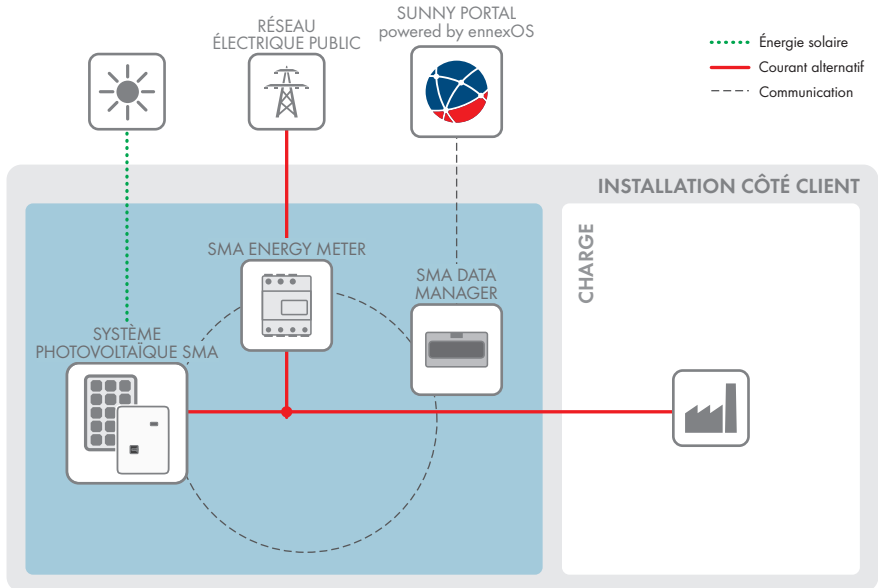 RÉSEAU
ÉLECTRIQUE PUBLIC
SUNNY PORTAL
powered by ennexOS
Énergie solaire
Courant alternatif
Communication
INSTALLATION CÔTÉ CLIENT
SMA ENERGY METER
SMA DATA
MANAGER
CHARGE
SYSTÈME
PHOTOVOLTAÏQUE SMA